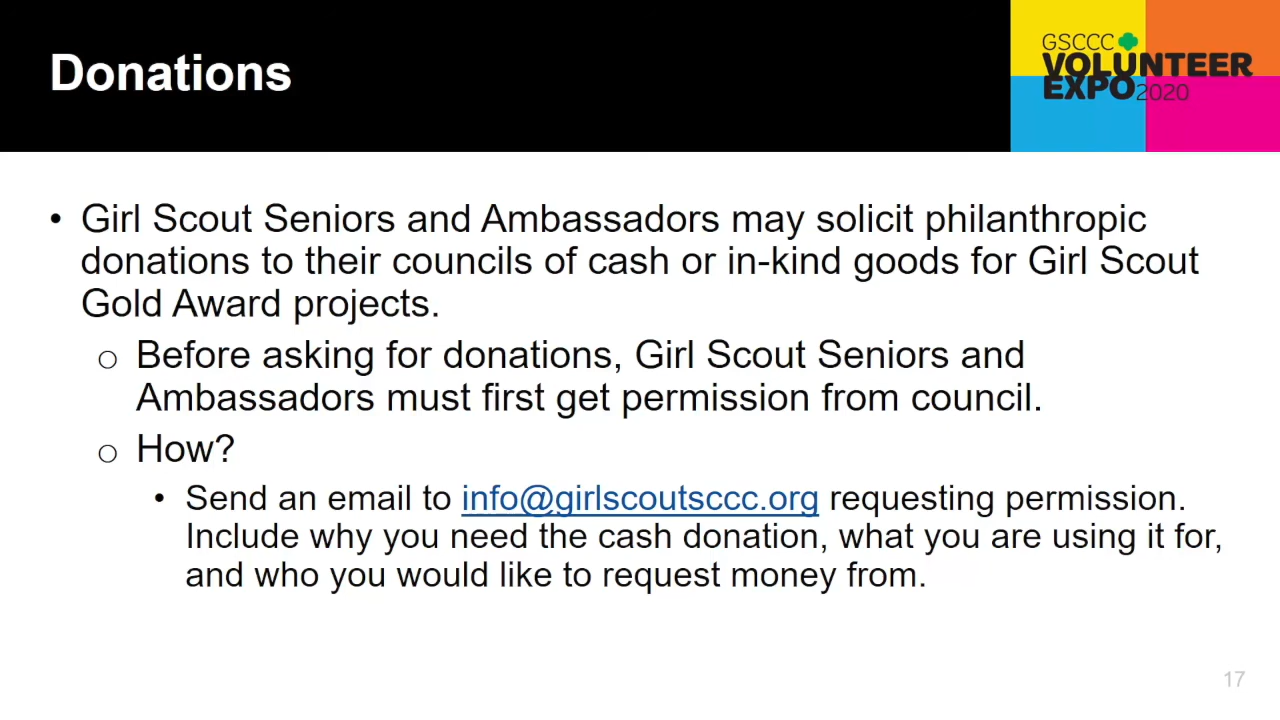 Donations
GSCCC
VOLUNTEER
EXPO 2020
• Girl Scout Seniors and Ambassadors may solicit philanthropic
donations to their councils of cash or in-kind goods for Girl Scout
Gold Award projects.
o Before asking for donations, Girl Scout Seniors and
Ambassadors must first get permission from council.
o How?
• Send an email to info@girlscoutsccc.org requesting permission.
Include why you need the cash donation, what you are using it for,
and who you would like to request money from.
17